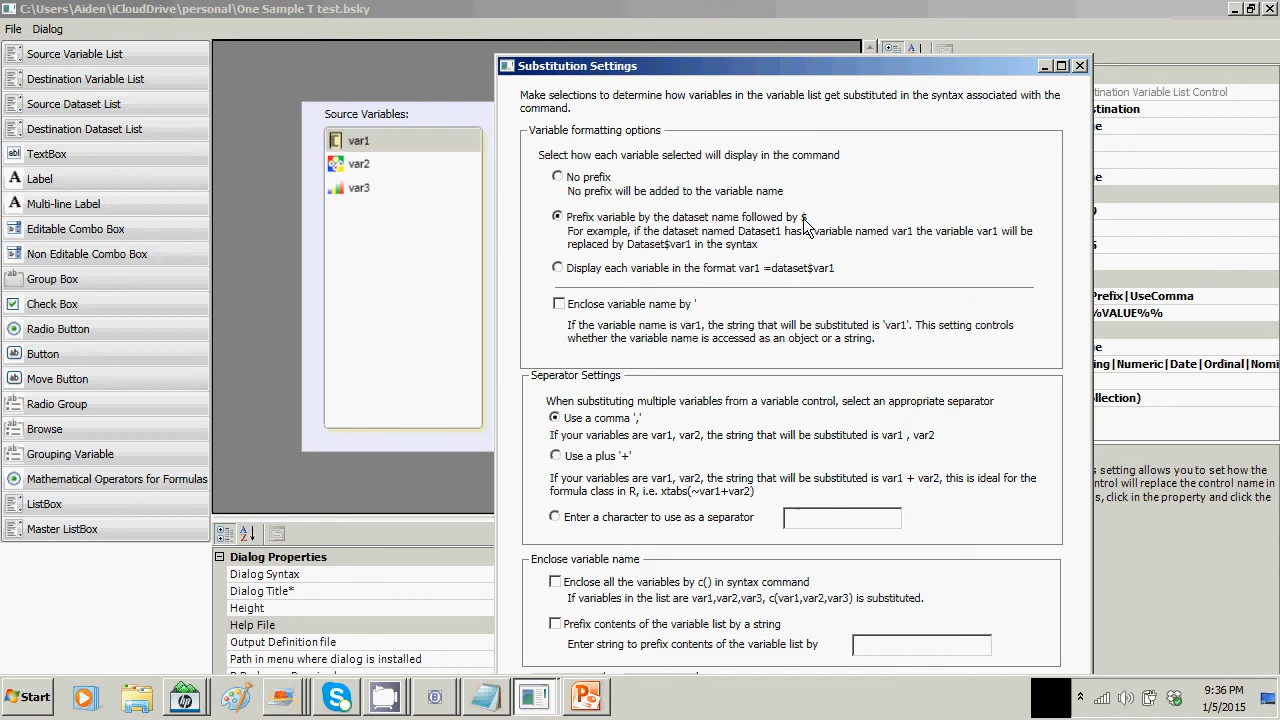 C:\Users\Aiden\iCloudDrive\personal\One Sample T test.bsky
File Dialog
Source Variable List
Destination Variable List
Source Dataset List
Destination Dataset List
TextBox
Label
Multi-line Label
Editable Combo Box
Non Editable Combo Box
Group Box
Check Box
Radio Button
Button
Move Button
Radio Group
Browse
Grouping Variable
Mathematical Operators for Formulas
ListBox
Master ListBox
Source Variables:
var1
var2
var3
Dialog Properties
Dialog Syntax
Dialog Title*
Height
Help File
Output Definition file
Path in menu where dialog is installed
Substitution Settings
Make selections to determine how variables in the variable list get substituted in the syntax associated with the
command.
Variable formatting options
Select how each variable selected will display in the command
No prefix
No prefix will be added to the variable name
Prefix variable by the dataset name followed by $
For example, if the dataset named Dataset1 has variable named var1 the variable var1 will be
replaced by Dataset$var1 in the syntax
Display each variable in the format var1 =dataset$var1
Enclose variable name by '
If the variable name is var1, the string that will be substituted is 'var1'. This setting controls
whether the variable name is accessed as an object or a string.
Seperator Settings
When substituting multiple variables from a variable control, select an appropriate separator
Use a comma ','
If your variables are var1, var2, the string that will be substituted is var1 , var2
Use a plus '+'
If your variables are var1, var2, the string that will be substituted is var1 + var2, this is ideal for the
formula class in R, i.e. xtabs(~var1+var2)
Enter a character to use as a separator
Enclose variable name
Enclose all the variables by c() in syntax command
If variables in the list are var1,var2,var3, c(var1,var2,var3) is substituted.
Prefix contents of the variable list by a string
Enter string to prefix contents of the variable list by
tination Variable List Control
stination
Prefix|UseComma
%VALUE%%
ing|Numeric|Date|Ordinal|Nomi
llection)
s setting allows you to set how the
ontrol will replace the control name in
s, click in the property and click the
Start
9:36 PM
1/5/2015